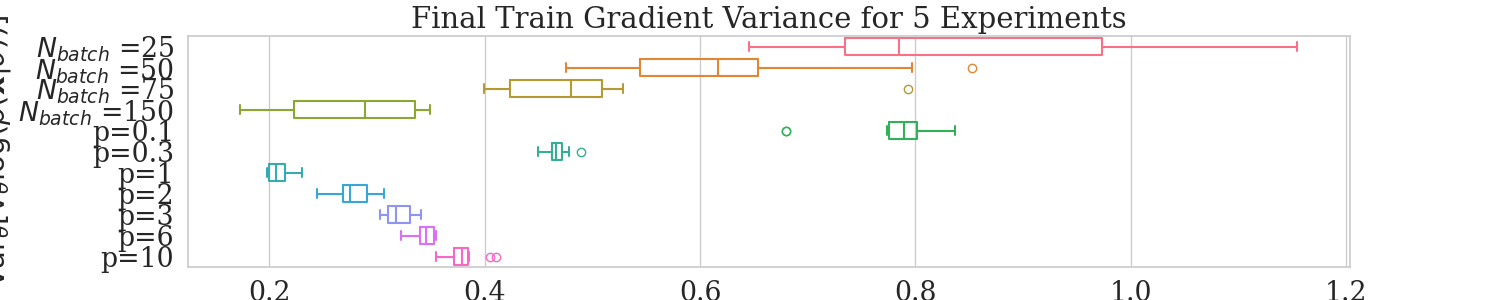 Final Train Gradient Variance for 5 Experiments
N_batch =25
N_batch =50
N_batch =75
N_batch =150
p=0.1
p=0.3
p=1
p=2
p=3
p=6
p=10
0.2 0.4 0.6 0.8 1.0 1.2